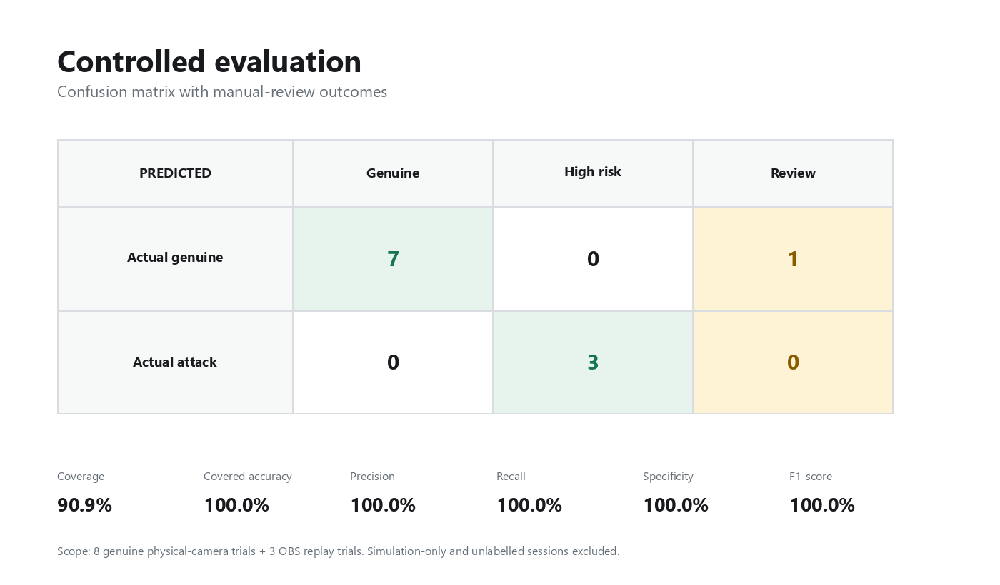 Controlled evaluation
Confusion matrix with manual-review outcomes
PREDICTED Genuine High risk Review
Actual genuine 7 0 1
Actual attack 0 3 0
Coverage Covered accuracy Precision Recall Specificity F1-score
90.9% 100.0% 100.0% 100.0% 100.0% 100.0%
Scope: 8 genuine physical-camera trials + 3 OBS replay trials. Simulation-only and unlabelled sessions excluded.